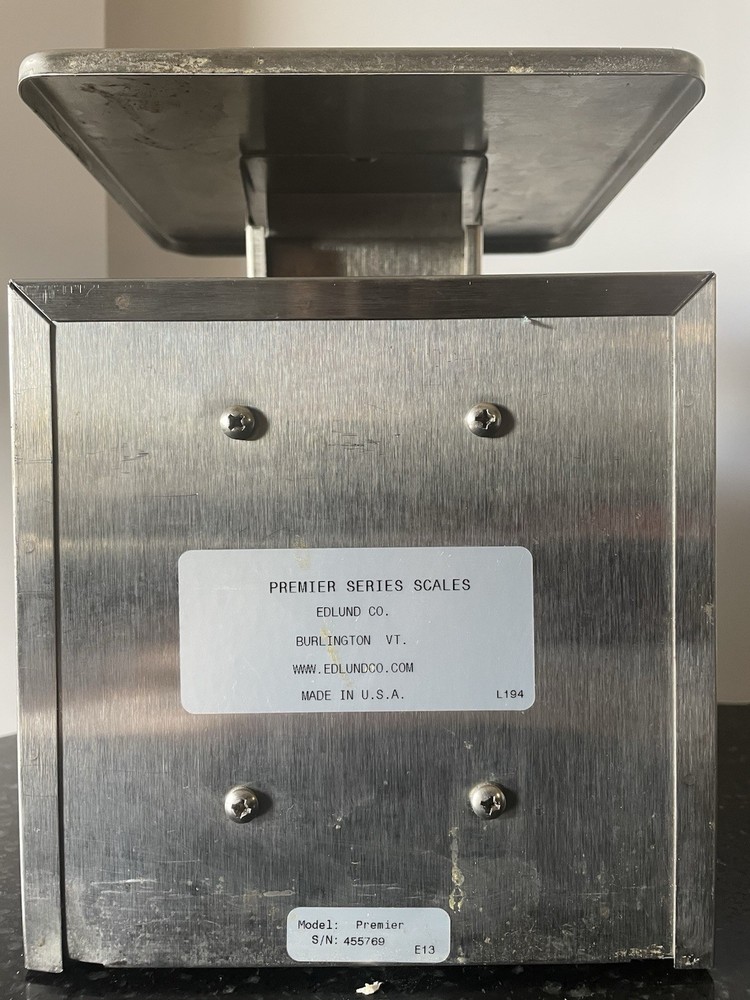 PREMIER SERIES SCALES
EDLUND CO.
BURLINGTON VT.
WWW.EDLUNDCO.COM
MADE IN U.S.A. L194
Model: Premier
S/N: 455769 E13